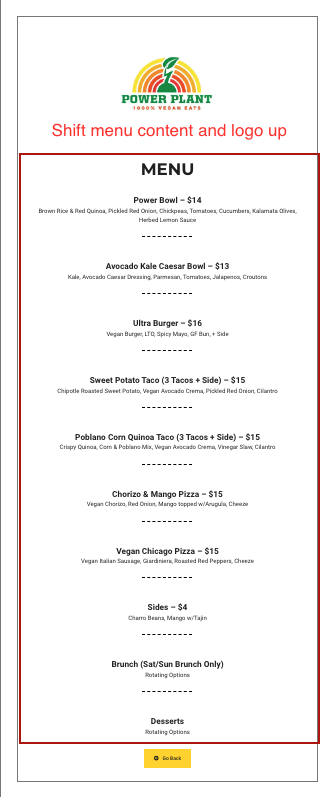 POWER PLANT
100% VEGAN EATS
Shift menu content and logo up
MENU
Power Bowl – $14
Brown Rice & Red Quinoa, Pickled Red Onion, Chickpeas, Tomatoes, Cucumbers, Kalamata Olives,
Herbed Lemon Sauce
Avocado Kale Caesar Bowl – $13
Kale, Avocado Caesar Dressing, Parmesan, Tomatoes, Jalapenos, Croutons
Ultra Burger – $16
Vegan Burger, LTO, Spicy Mayo, GF Bun, + Side
Sweet Potato Taco (3 Tacos + Side) – $15
Chipotle Roasted Sweet Potato, Vegan Avocado Crema, Pickled Red Onion, Cilantro
Poblano Corn Quinoa Taco (3 Tacos + Side) – $15
Crispy Quinoa, Corn & Poblano Mix, Vegan Avocado Crema, Vinegar Slaw, Cilantro
Chorizo & Mango Pizza – $15
Vegan Chorizo, Red Onion, Mango topped w/Arugula, Cheeze
Vegan Chicago Pizza – $15
Vegan Italian Sausage, Giardiniera, Roasted Red Peppers, Cheeze
Sides – $4
Charro Beans, Mango w/Tajin
Brunch (Sat/Sun Brunch Only)
Rotating Options
Desserts
Rotating Options
Go Back